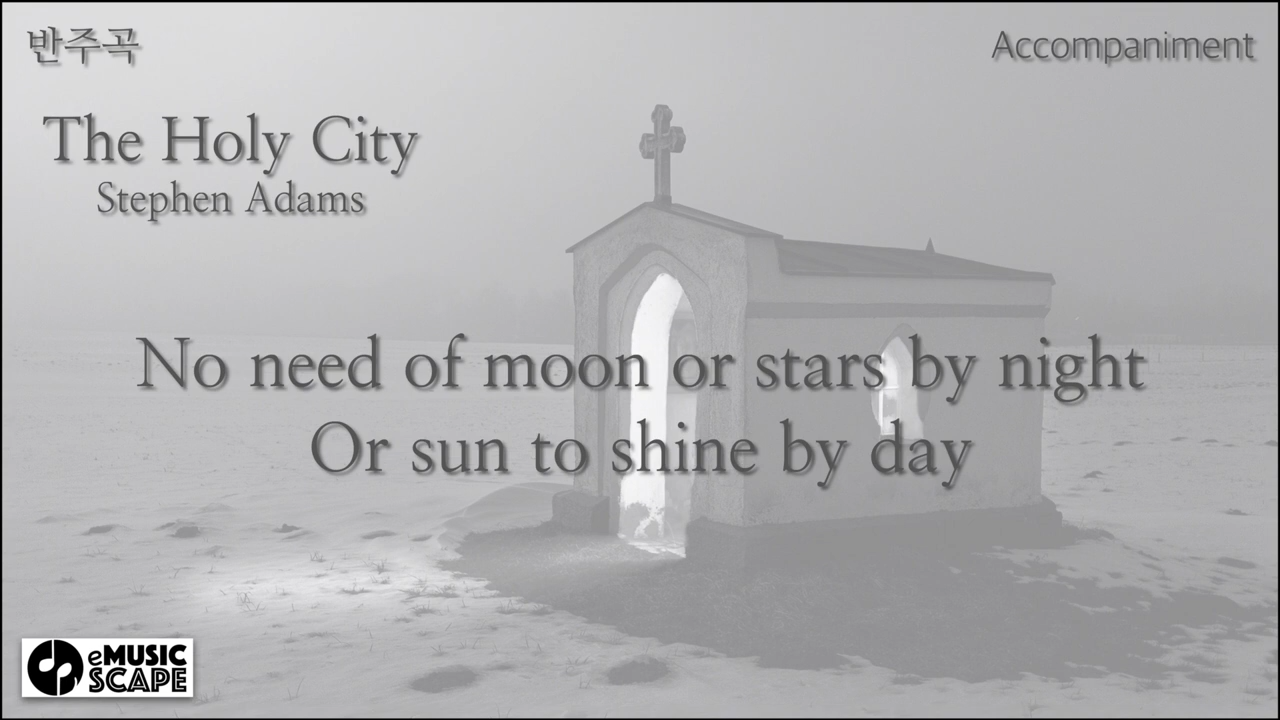 반주곡
Accompaniment
The Holy City
Stephen Adams
No need of moon or stars by night
Or sun to shine by day
eMUSIC
SCAPE